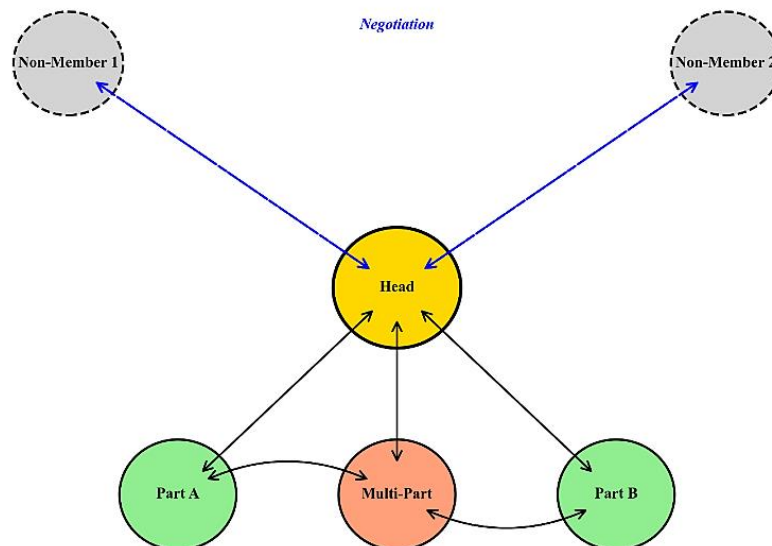 Negotiation
Non-Member 1
Non-Member 2
Head
Part A
Multi-Part
Part B